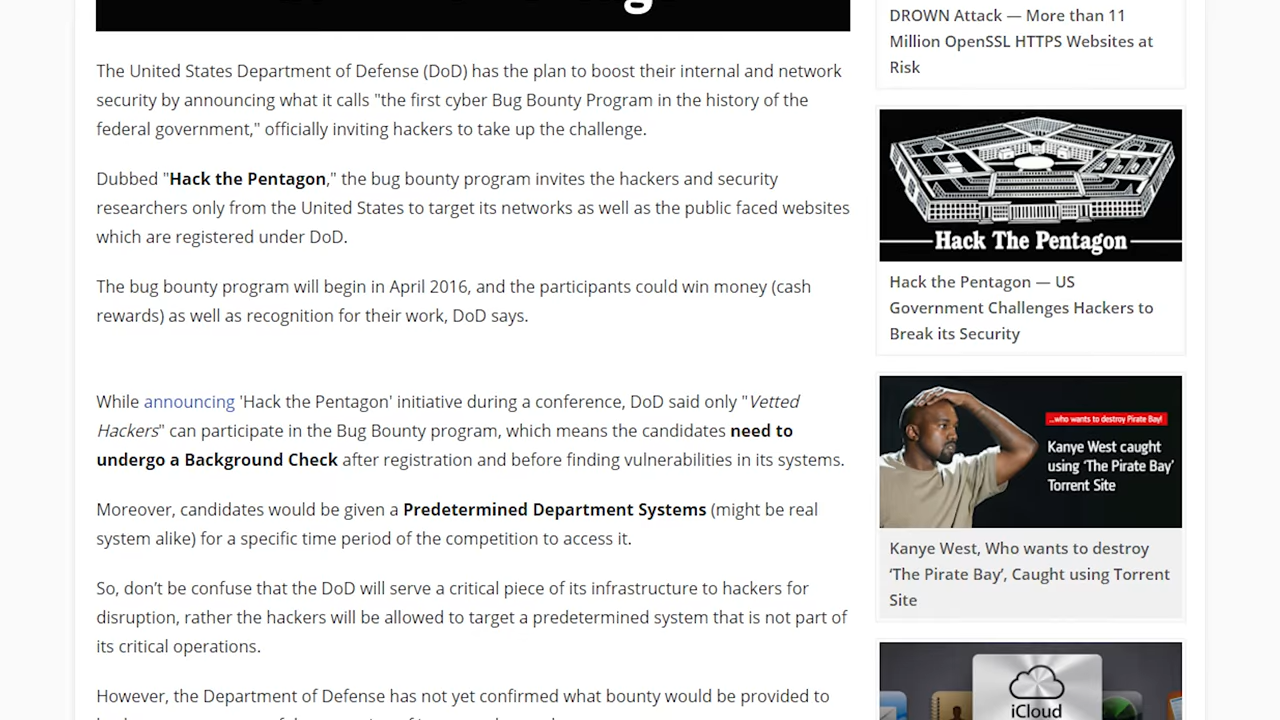 The United States Department of Defense (DoD) has the plan to boost their internal and network
security by announcing what it calls "the first cyber Bug Bounty Program in the history of the
federal government," officially inviting hackers to take up the challenge.
Dubbed "Hack the Pentagon," the bug bounty program invites the hackers and security
researchers only from the United States to target its networks as well as the public faced websites
which are registered under DoD.
The bug bounty program will begin in April 2016, and the participants could win money (cash
rewards) as well as recognition for their work, DoD says.
While announcing 'Hack the Pentagon' initiative during a conference, DoD said only "Vetted
Hackers" can participate in the Bug Bounty program, which means the candidates need to
undergo a Background Check after registration and before finding vulnerabilities in its systems.
Moreover, candidates would be given a Predetermined Department Systems (might be real
system alike) for a specific time period of the competition to access it.
So, don’t be confuse that the DoD will serve a critical piece of its infrastructure to hackers for
disruption, rather the hackers will be allowed to target a predetermined system that is not part of
its critical operations.
However, the Department of Defense has not yet confirmed what bounty would be provided to
DROWN Attack — More than 11
Million OpenSSL HTTPS Websites at
Risk
Hack The Pentagon
Hack the Pentagon — US
Government Challenges Hackers to
Break its Security
...who wants to destroy Pirate Bay!
Kanye West caught
using ‘The Pirate Bay’
Torrent Site
Kanye West, Who wants to destroy
‘The Pirate Bay’, Caught using Torrent
Site
iCloud